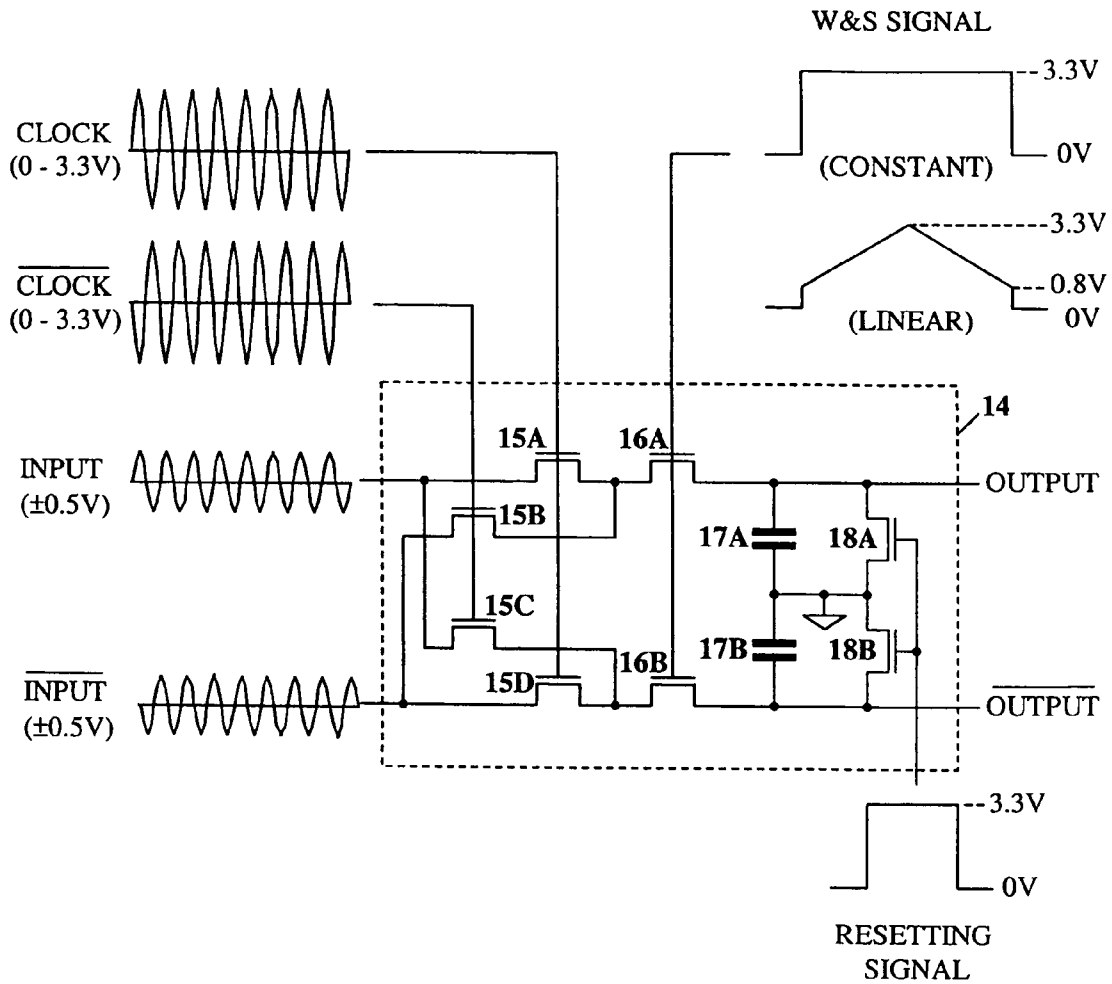 W&S SIGNAL
3.3V
0V
(CONSTANT)
CLOCK
(0 - 3.3V)
3.3V
0.8V
0V
(LINEAR)
CLOCK
(0 - 3.3V)
14
15A
16A
INPUT
(±0.5V)
OUTPUT
15B
17A
18A
15C
17B
18B
16B
15D
INPUT
(±0.5V)
OUTPUT
3.3V
0V
RESETTING
SIGNAL